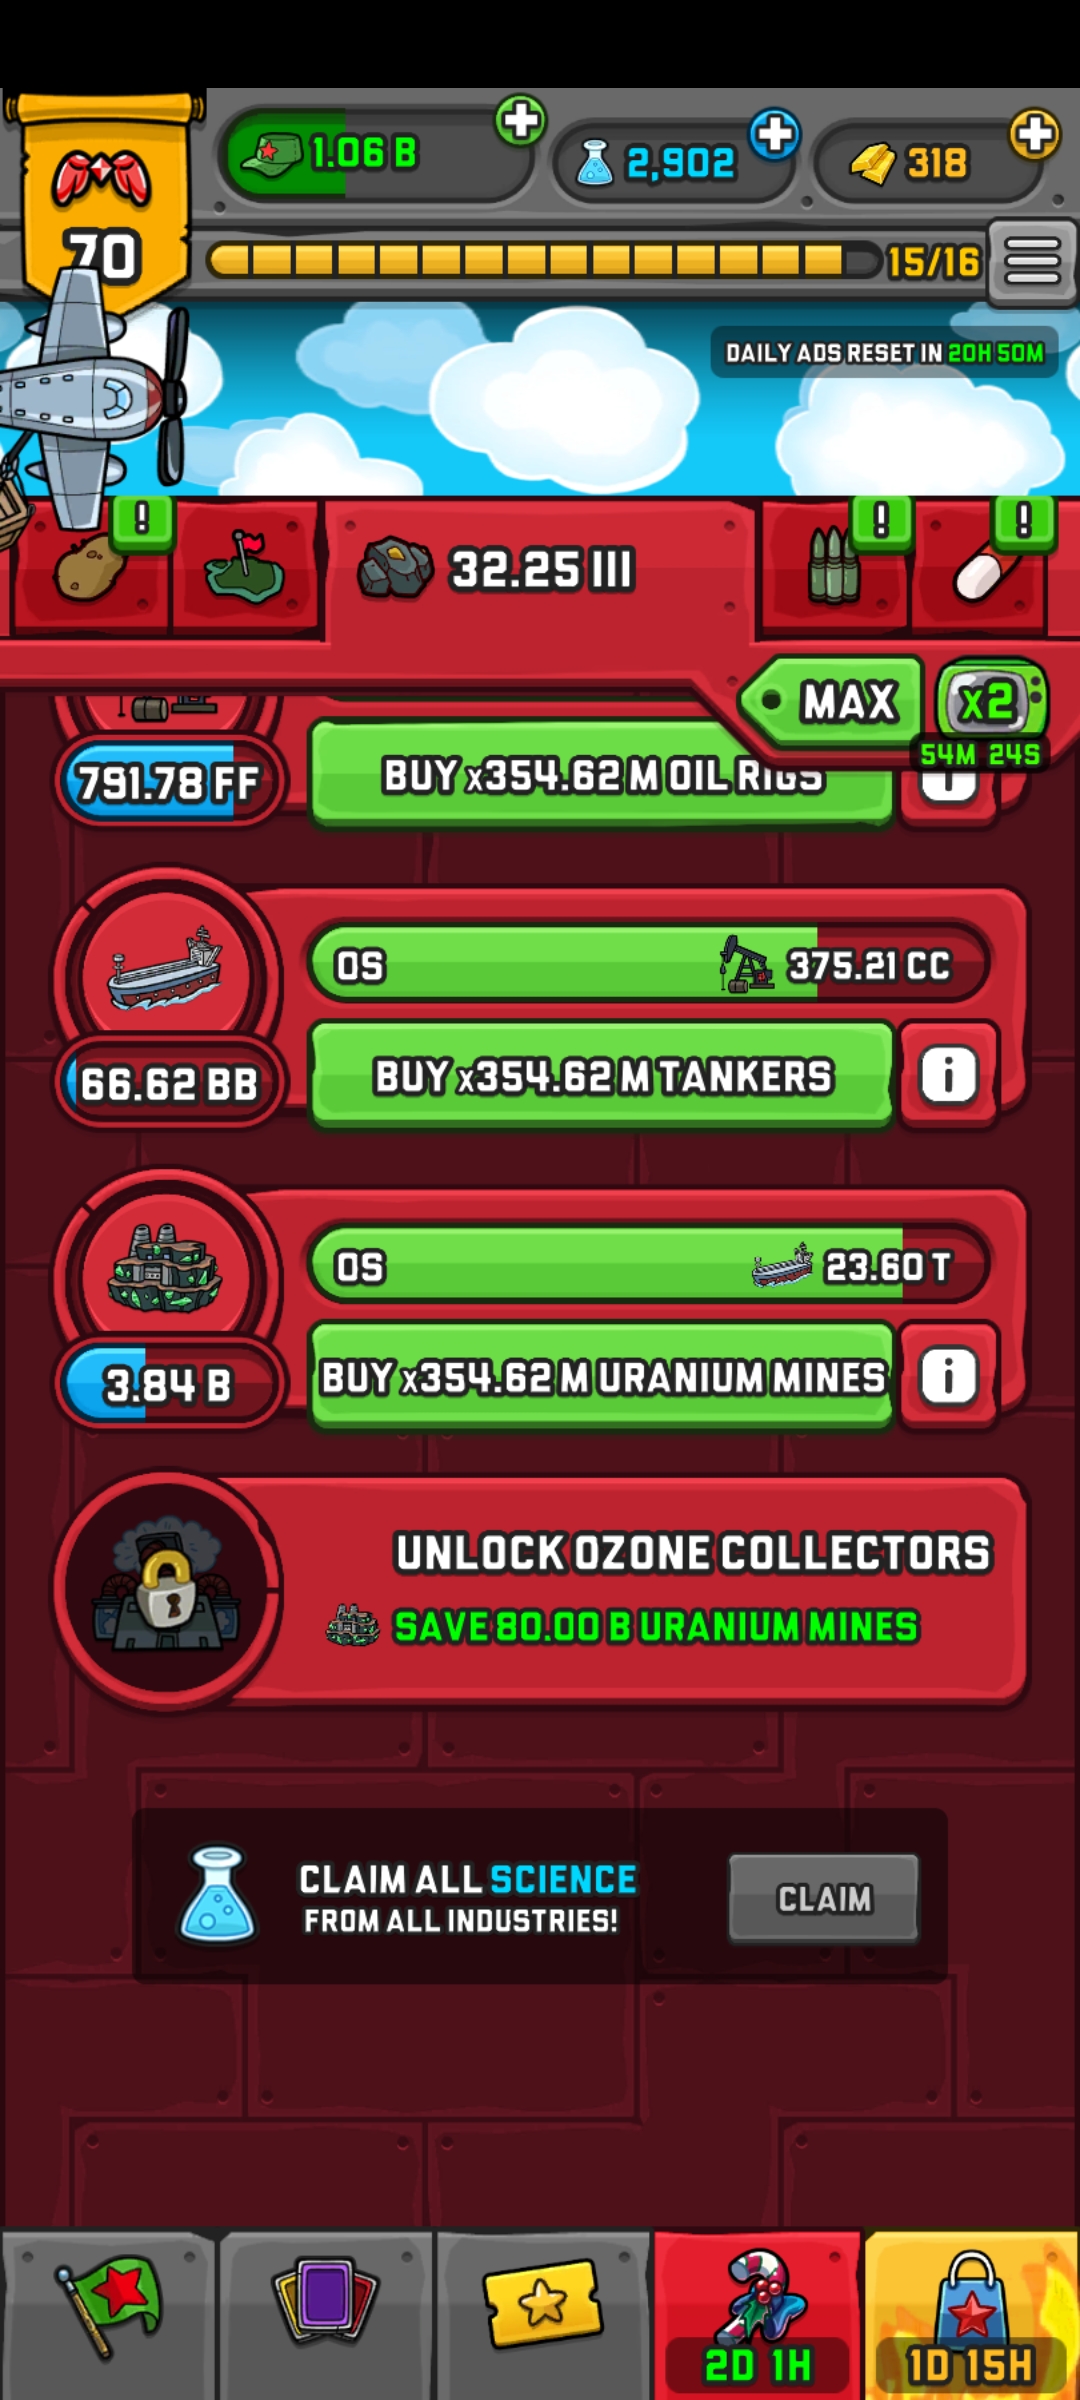 1.06 B
2,902
318
70
15/16
DAILY ADS RESET IN 20H 50M
!
32.25 III
!
!
MAX
x2
54M 24S
791.78 FF
BUY x354.62 M OIL RIGS
0S
375.21 CC
66.62 BB
BUY x354.62 M TANKERS
i
0S
23.60 T
3.84 B
BUY x354.62 M URANIUM MINES
i
UNLOCK OZONE COLLECTORS
SAVE 80.00 B URANIUM MINES
CLAIM ALL SCIENCE
FROM ALL INDUSTRIES!
CLAIM
2D 1H
1D 15H